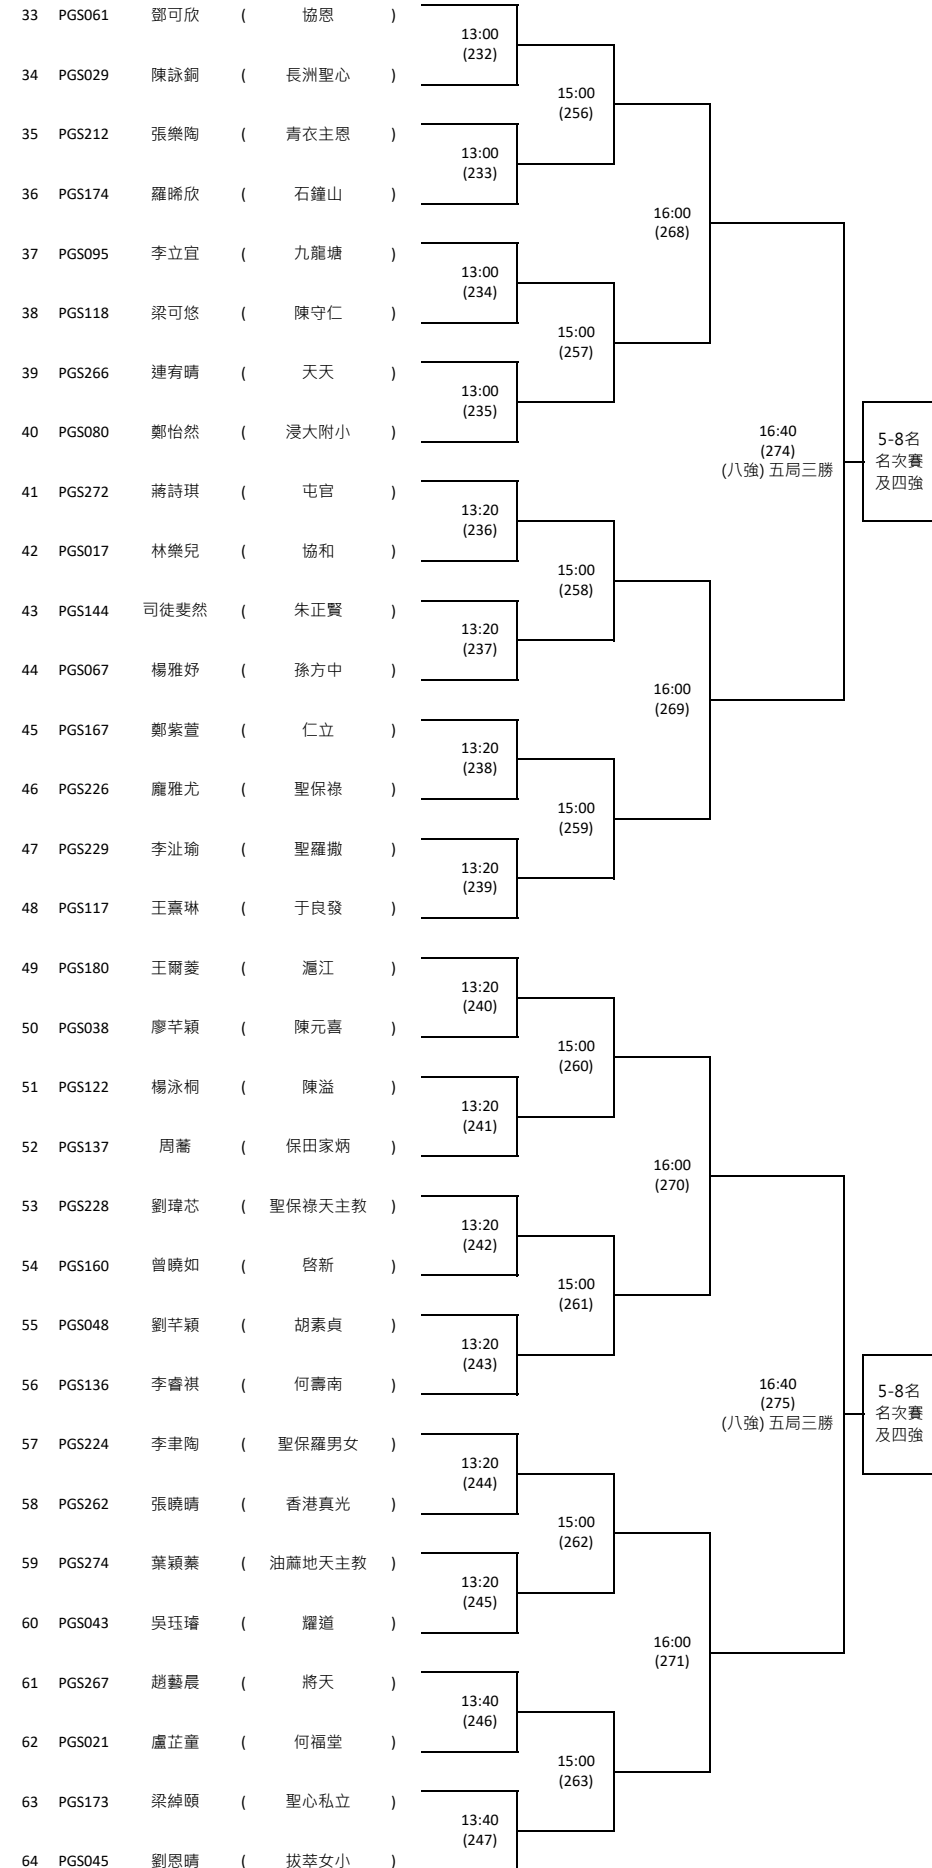 33 PGS061 鄧可欣 ( 協恩 )
13:00
(232)
34 PGS029 陳詠銅 ( 長洲聖心 )
15:00
(256)
35 PGS212 張樂陶 ( 青衣主恩 )
13:00
(233)
36 PGS174 羅晞欣 ( 石鐘山 )
16:00
(268)
37 PGS095 李立宜 ( 九龍塘 )
13:00
(234)
38 PGS118 梁可悠 ( 陳守仁 )
15:00
(257)
39 PGS266 連宥晴 ( 天天 )
13:00
(235)
40 PGS080 鄭怡然 ( 浸大附小 )
16:40
(274)
(八強) 五局三勝
5-8名
名次賽
及四強
41 PGS272 蔣詩琪 ( 屯官 )
13:20
(236)
42 PGS017 林樂兒 ( 協和 )
15:00
(258)
43 PGS144 司徒斐然 ( 朱正賢 )
13:20
(237)
44 PGS067 楊雅妤 ( 孫方中 )
16:00
(269)
45 PGS167 鄭紫萱 ( 仁立 )
13:20
(238)
46 PGS226 龐雅尤 ( 聖保祿 )
15:00
(259)
47 PGS229 李沚瑜 ( 聖羅撒 )
13:20
(239)
48 PGS117 王熹琳 ( 于良發 )
49 PGS180 王爾菱 ( 滬江 )
13:20
(240)
50 PGS038 廖芊穎 ( 陳元喜 )
15:00
(260)
51 PGS122 楊泳桐 ( 陳溢 )
13:20
(241)
52 PGS137 周蕎 ( 保田家炳 )
16:00
(270)
53 PGS228 劉瑋芯 ( 聖保祿天主教 )
13:20
(242)
54 PGS160 曾曉如 ( 啓新 )
15:00
(261)
55 PGS048 劉芊穎 ( 胡素貞 )
13:20
(243)
56 PGS136 李睿祺 ( 何壽南 )
16:40
(275)
(八強) 五局三勝
5-8名
名次賽
及四強
57 PGS224 李聿陶 ( 聖保羅男女 )
13:20
(244)
58 PGS262 張曉晴 ( 香港真光 )
15:00
(262)
59 PGS274 葉穎蓁 ( 油蔴地天主教 )
13:20
(245)
60 PGS043 吳玨璿 ( 耀道 )
16:00
(271)
61 PGS267 趙藝晨 ( 將天 )
13:40
(246)
62 PGS021 盧芷童 ( 何福堂 )
15:00
(263)
63 PGS173 梁綽頤 ( 聖心私立 )
13:40
(247)
64 PGS045 劉恩晴 ( 拔萃女小 )